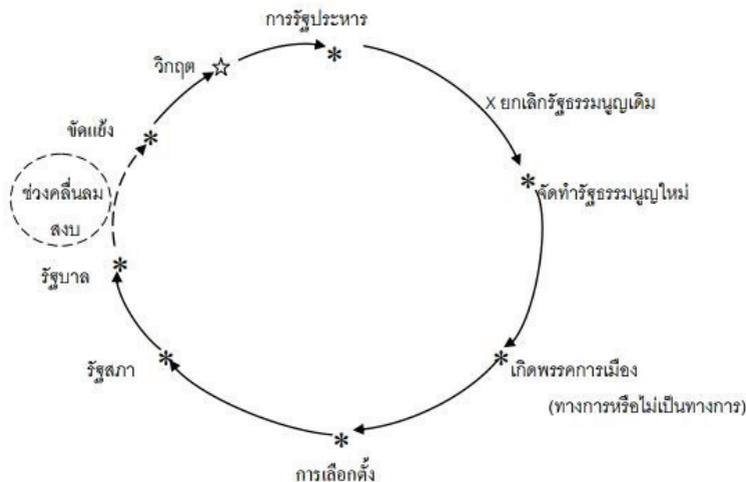 การรัฐประหาร
วิกฤต
X ยกเลิกรัฐธรรมนูญเดิม
ขัดแย้ง
ช่วงคลื่นลม
สงบ
จัดทำรัฐธรรมนูญใหม่
รัฐบาล
รัฐสภา
เกิดพรรคการเมือง
(ทางการหรือไม่เป็นทางการ)
การเลือกตั้ง